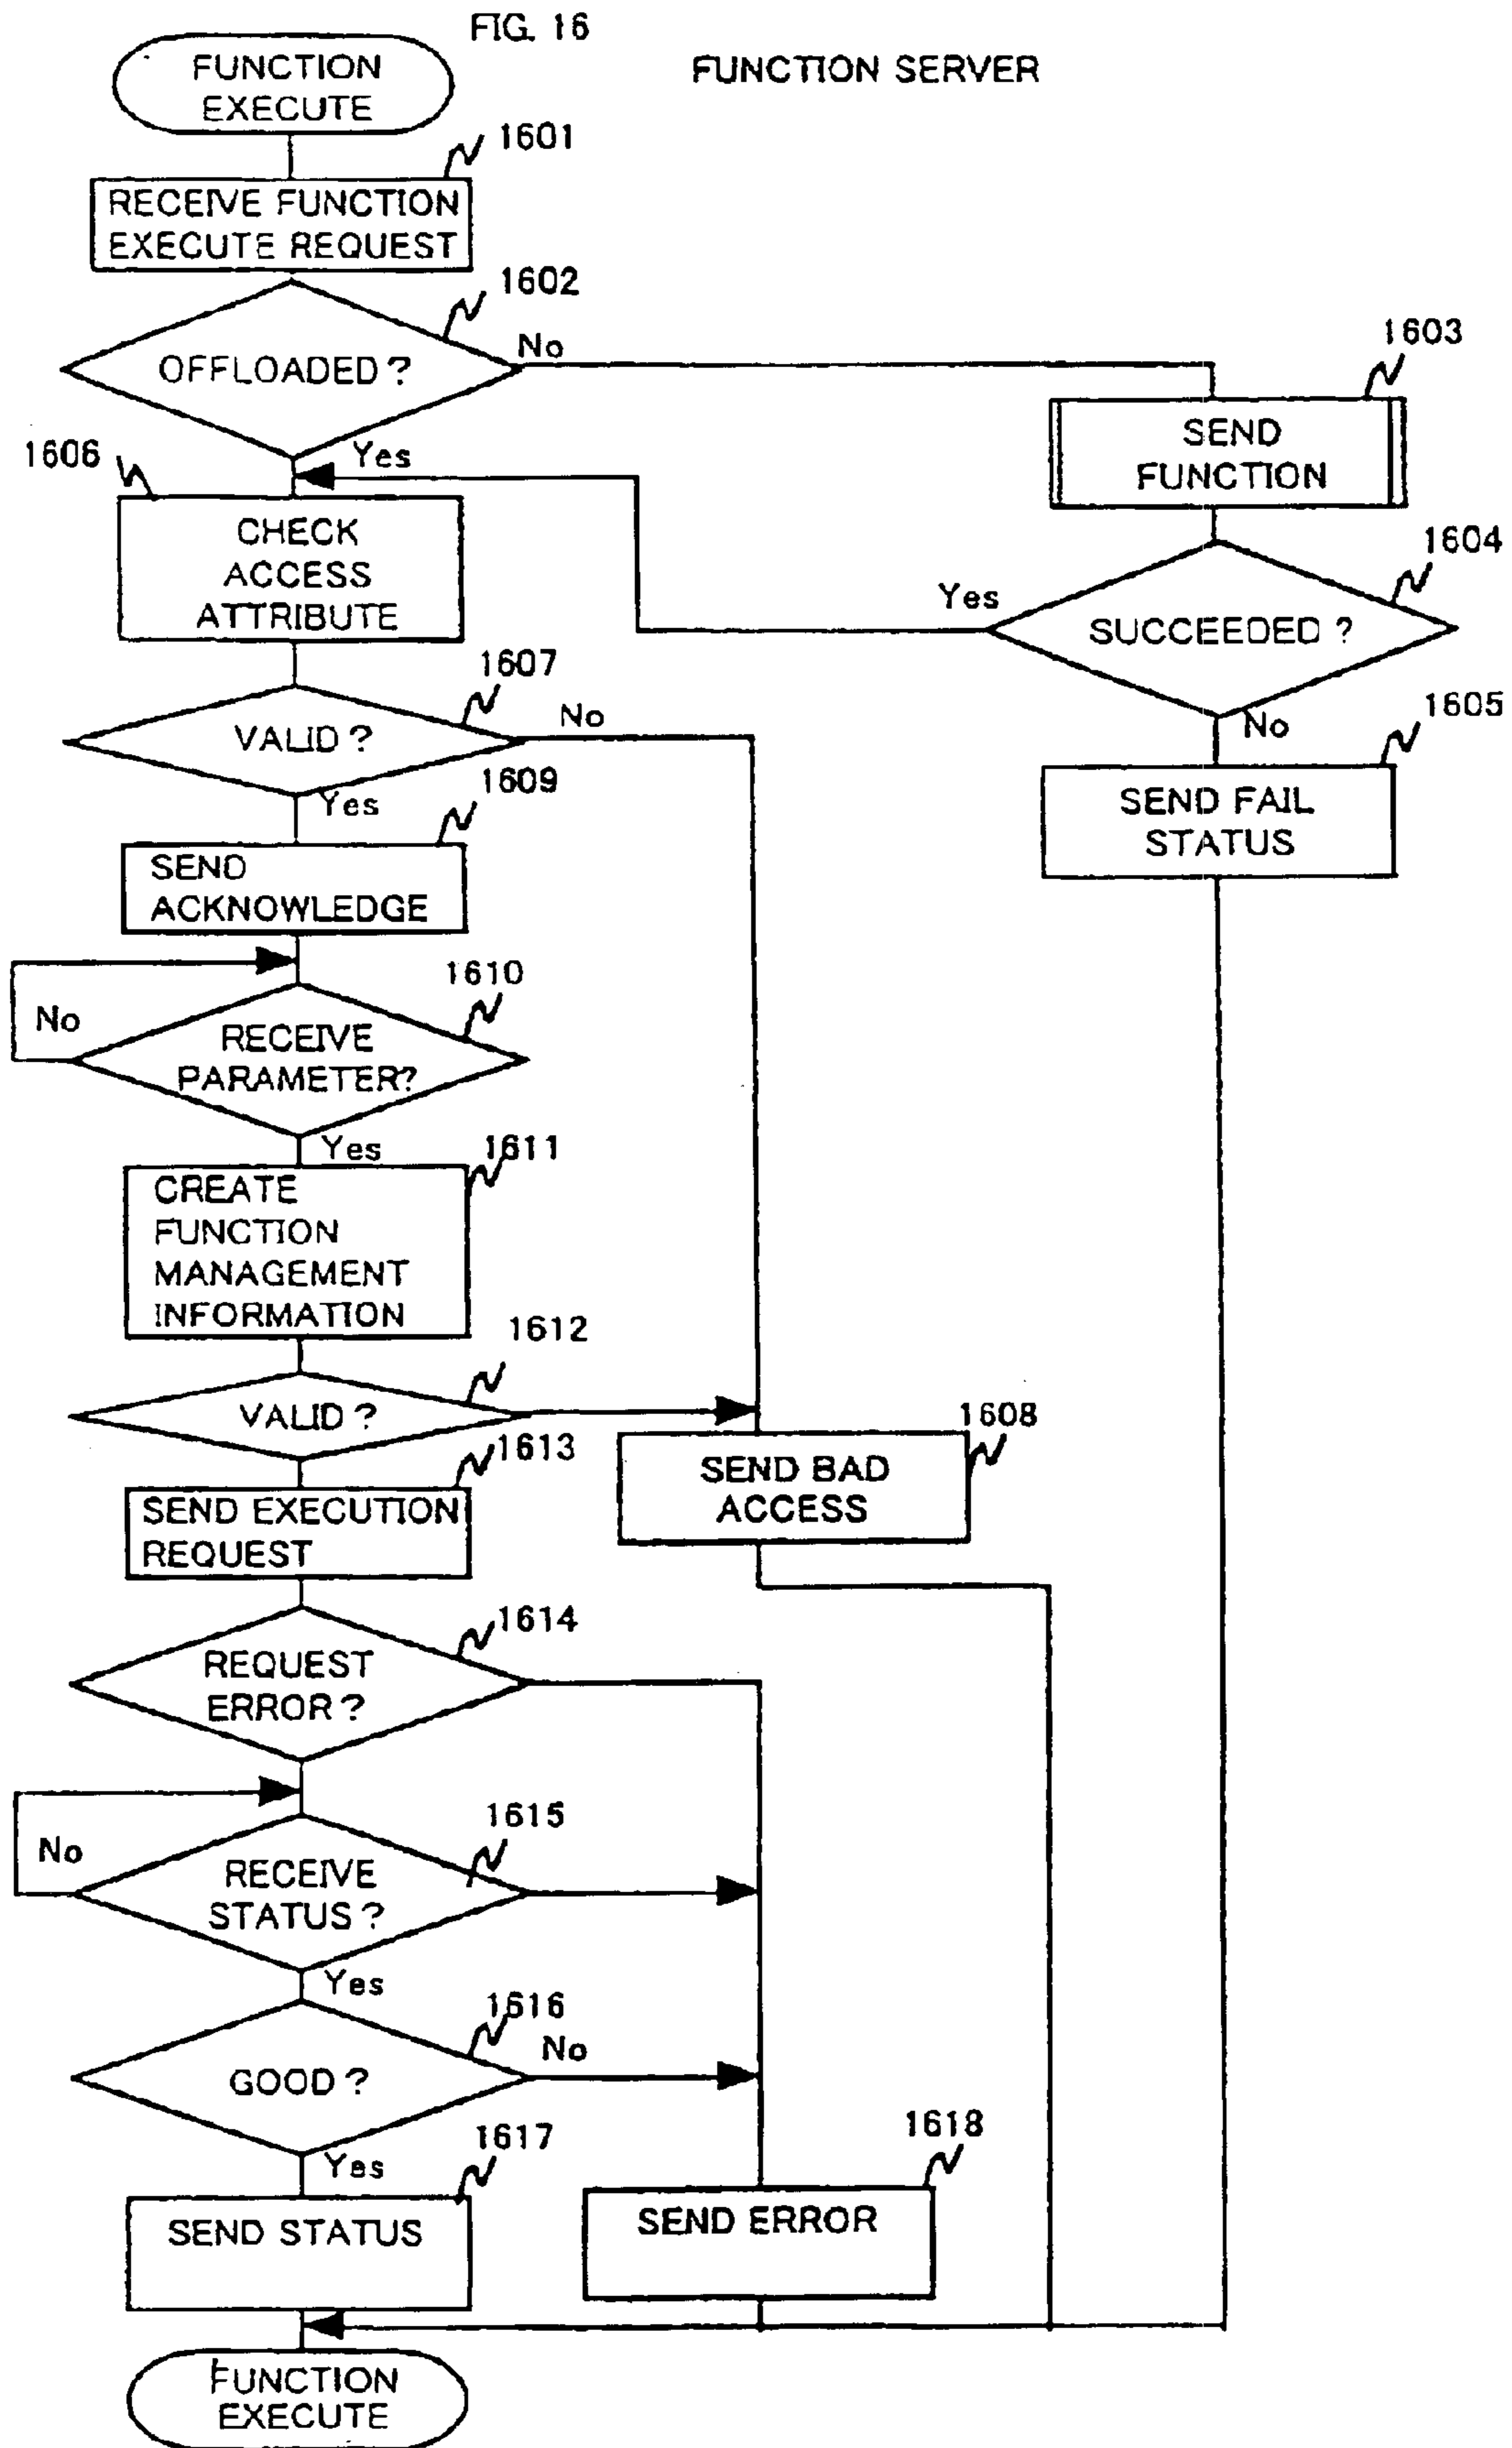 FIG. 16
FUNCTION SERVER
FUNCTION
EXECUTE
1601
RECEIVE FUNCTION
EXECUTE REQUEST
1602
OFFLOADED ?
No
1603
SEND
FUNCTION
1604
SUCCEEDED ?
Yes
No
1605
SEND FAIL
STATUS
Yes
1606
CHECK
ACCESS
ATTRIBUTE
1607
VALID ?
No
Yes
1609
SEND
ACKNOWLEDGE
1610
No
RECEIVE
PARAMETER?
Yes
1611
CREATE
FUNCTION
MANAGEMENT
INFORMATION
1612
VALID ?
1608
SEND BAD
ACCESS
1613
SEND EXECUTION
REQUEST
1614
REQUEST
ERROR ?
1615
No
RECEIVE
STATUS ?
Yes
1616
GOOD ?
No
Yes
1617
SEND STATUS
1618
SEND ERROR
FUNCTION
EXECUTE